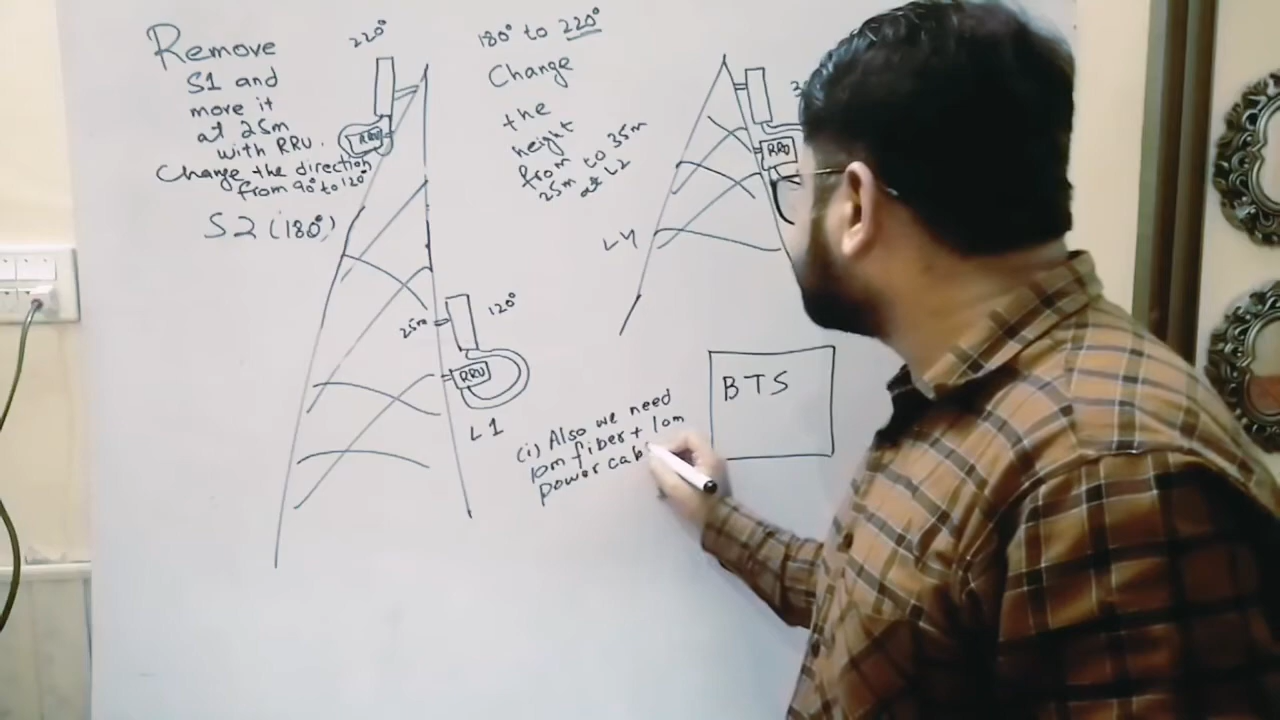 Remove
S1 and
move it
at 25m
with RRU.
Change the direction
from 90° to 120°
S2 (180°)
220°
RRU
25m
120°
RRU
L1
180° to 220°
Change
the
height
from
25m to 35m
at L2
RRU
L4
BTS
(i) Also we need
10m fiber + 10m
power cab